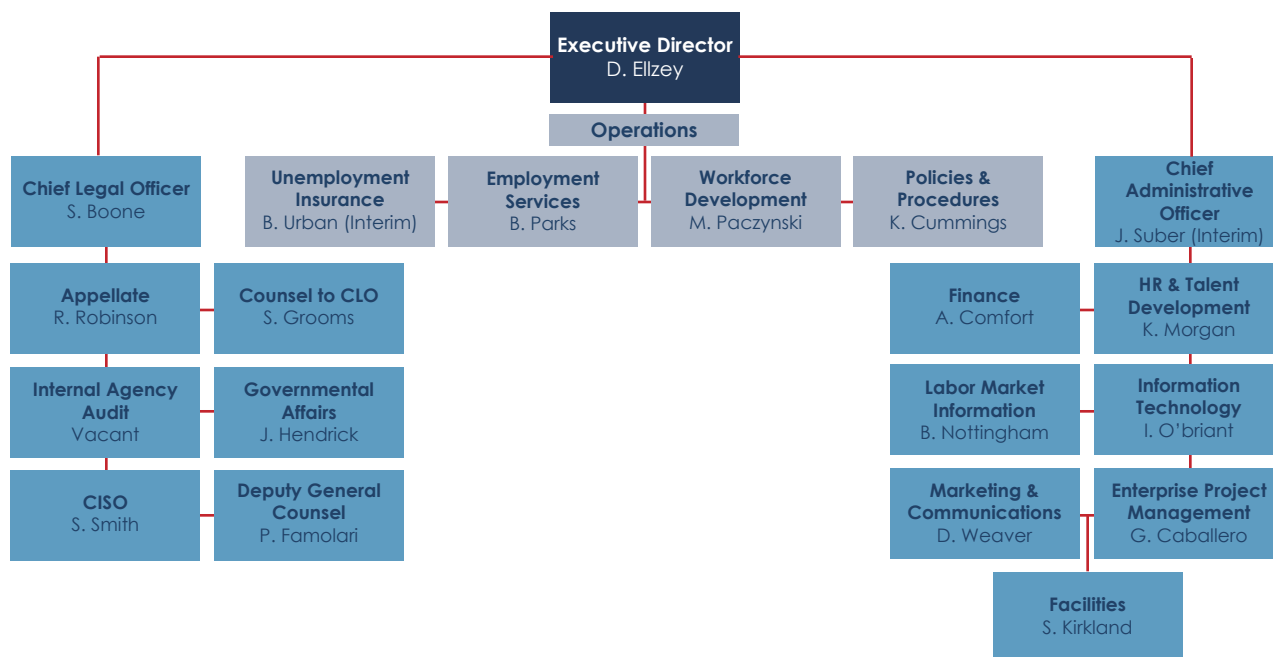 Executive Director
D. Ellzey
Operations
Chief Legal Officer
S. Boone
Unemployment
Insurance
B. Urban (Interim)
Employment
Services
B. Parks
Workforce
Development
M. Paczynski
Policies &
Procedures
K. Cummings
Chief
Administrative
Officer
J. Suber (Interim)
Appellate
R. Robinson
Counsel to CLO
S. Grooms
Finance
A. Comfort
HR & Talent
Development
K. Morgan
Internal Agency
Audit
Vacant
Governmental
Affairs
J. Hendrick
Labor Market
Information
B. Nottingham
Information
Technology
I. O’briant
CISO
S. Smith
Deputy General
Counsel
P. Famolari
Marketing &
Communications
D. Weaver
Enterprise Project
Management
G. Caballero
Facilities
S. Kirkland